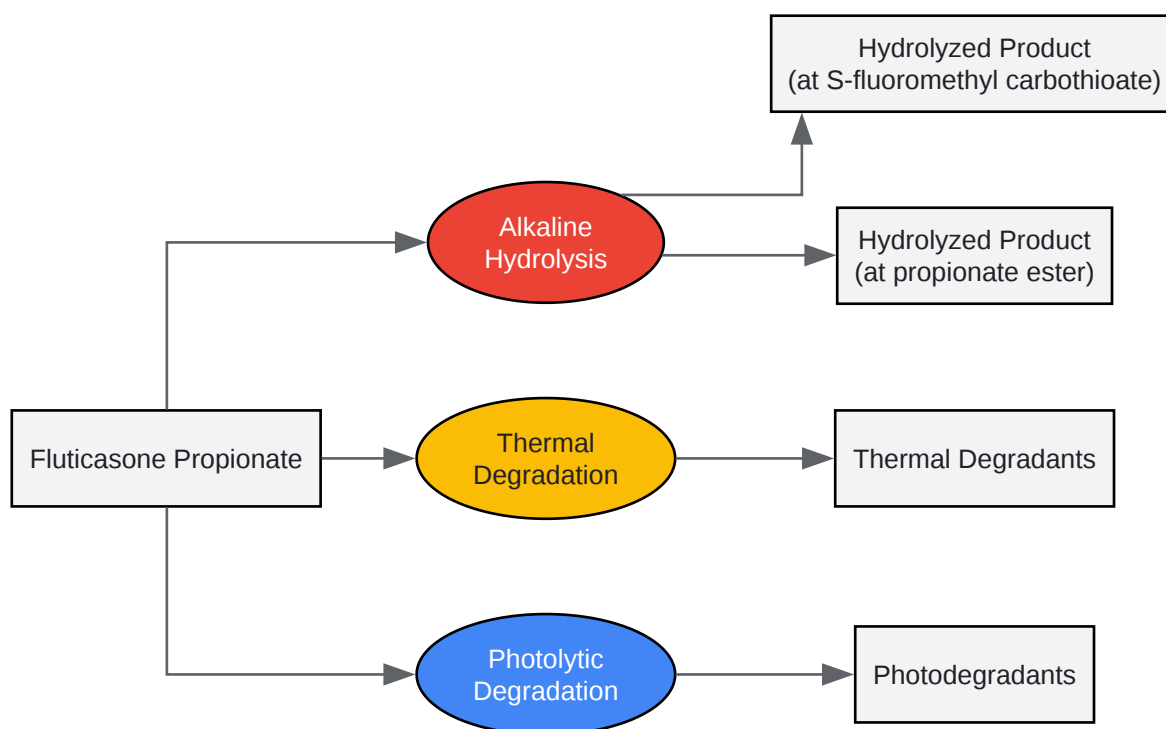 Hydrolyzed Product
(at S-fluoromethyl carbothioate)
Alkaline
Hydrolysis
Hydrolyzed Product
(at propionate ester)
Fluticasone Propionate
Thermal
Degradation
Thermal Degradants
Photolytic
Degradation
Photodegradants